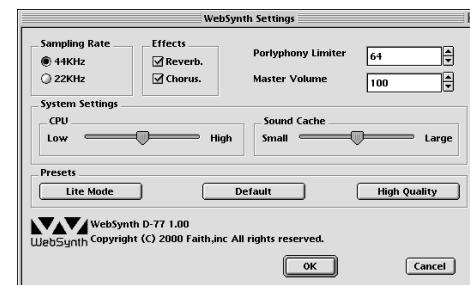 WebSynth Settings
Sampling Rate
44KHz
22KHz
Effects
Reverb.
Chorus.
Porlyphony Limiter
64
Master Volume
100
System Settings
CPU
Low
High
Sound Cache
Small
Large
Presets
Lite Mode
Default
High Quality
WebSynth
WebSynth D-77 1.00
Copyright (C) 2000 Faith,inc All rights reserved.
OK
Cancel